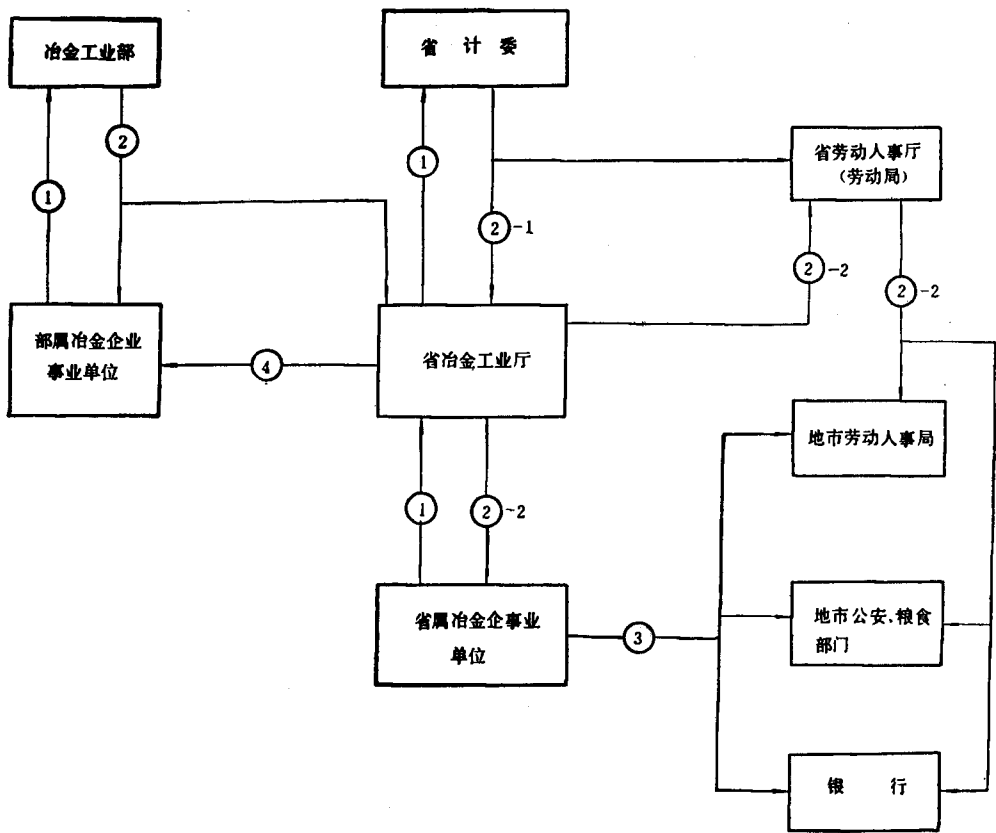 冶金工业部
省 计 委
②
①
省劳动人事厅
（劳动局）
①
②-1
②-2
②-2
部属冶金企业
事业单位
④
省冶金工业厅
地市劳动人事局
①
②-2
省属冶金企事业
单位
③
地市公安、粮食
部门
银 行